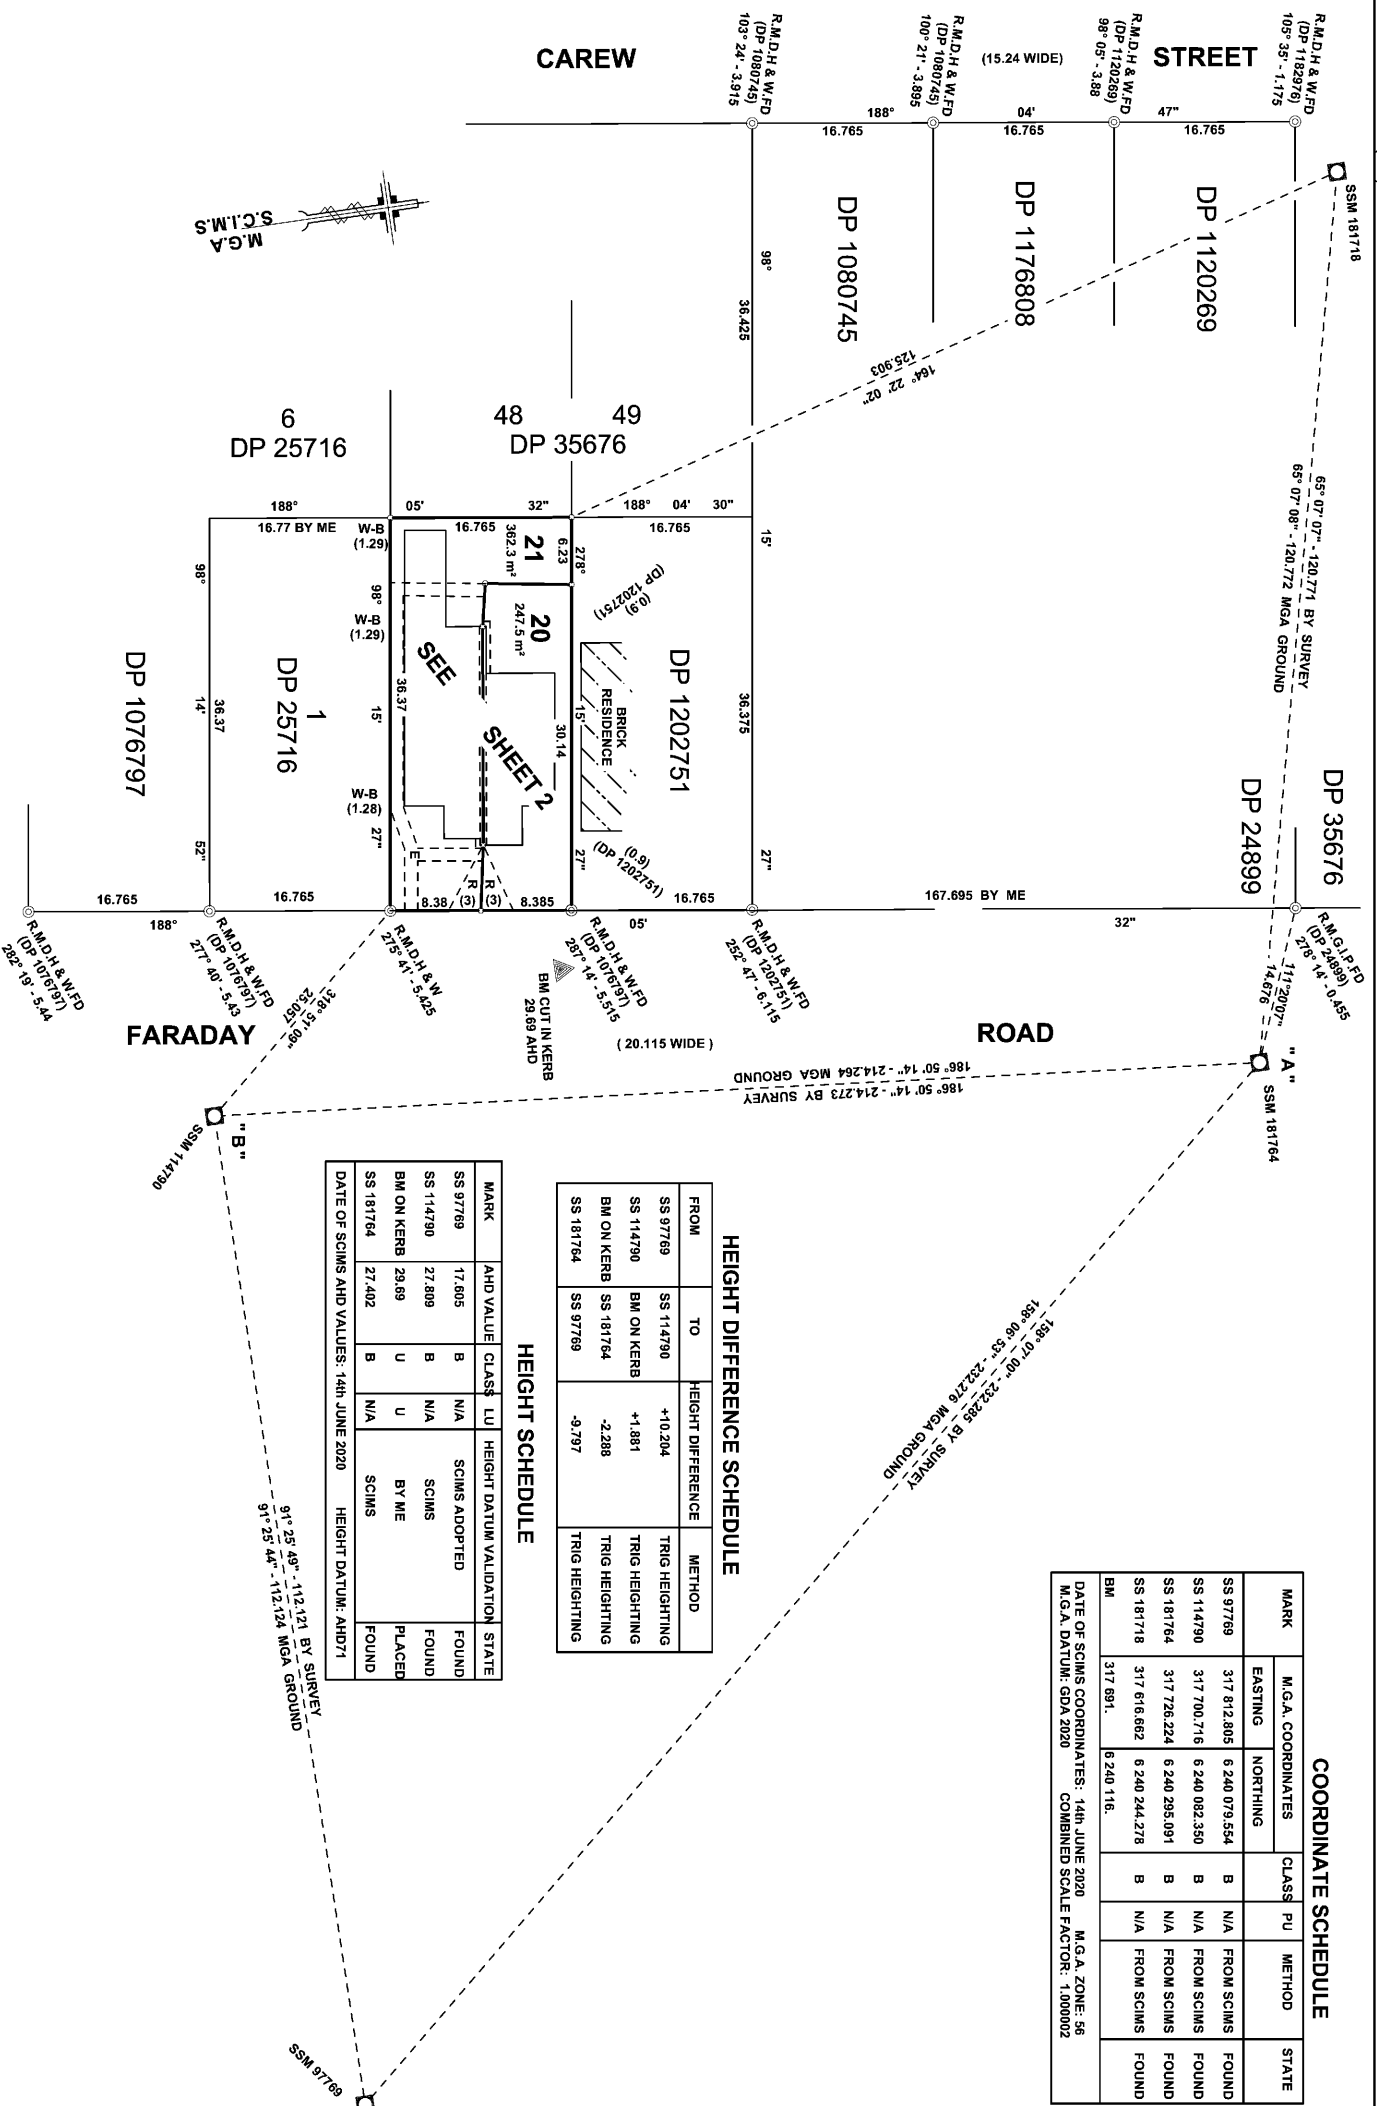 CAREW
(15.24 WIDE)
STREET
R.M.D.H & W.FD
(DP 1080745)
103° 24' - 3.915
R.M.D.H & W.FD
(DP 1080745)
100° 21' - 3.895
R.M.D.H & W.FD
(DP 1120269)
98° 05' - 3.88
R.M.D.H & W.FD
(DP 1182976)
105° 35' - 1.175
188° 04' 47"
16.765
16.765
16.765
SSM 181718
DP 1080745
DP 1176808
DP 1120269
98° 36.425 15' 36.375 27"
164° 22' 02"
125.903
65° 07' 07" - 120.771 BY SURVEY
65° 07' 08" - 120.772 MGA GROUND
M.G.A
S.C.I.M.S
6
DP 25716
48
49
DP 35676
188° 05' 32"
188° 04' 30"
16.77 BY ME
16.765
16.765
W-B
(1.29)
W-B
(1.29)
W-B
(1.28)
21
362.3 m²
20
247.5 m²
6.23
278°
15'
27"
30.14
98°
15'
27"
36.37
SEE
SHEET 2
(0.9)
(DP 1202751)
BRICK
RESIDENCE
(0.9)
(DP 1202751)
DP 1202751
98°
14'
52"
36.37
1
DP 25716
DP 1076797
DP 24899
DP 35676
E
R
(3)
R
(3)
8.38
8.385
16.765
16.765
16.765
188°
05'
32"
167.695 BY ME
R.M.D.H & W.FD
(DP 1076797)
282° 19' - 5.44
R.M.D.H & W.FD
(DP 1076797)
277° 40' - 5.43
R.M.D.H & W
275° 41' - 5.425
R.M.D.H & W.FD
(DP 1076797)
287° 14' - 5.515
R.M.D.H & W.FD
(DP 1202751)
252° 47' - 6.115
R.M.G.I.P.FD
(DP 24899)
278° 14' - 0.455
111°20'07"
14.676
BM CUT IN KERB
29.69 AHD
318° 51' 09"
25.057
FARADAY
( 20.115 WIDE )
ROAD
"A"
SSM 181764
"B"
SSM 114790
186° 50' 14" - 214.264 MGA GROUND
186° 50' 14" - 214.273 BY SURVEY
158° 07' 00" - 232.285 BY SURVEY
158° 06' 53" - 232.276 MGA GROUND
91° 25' 49" - 112.121 BY SURVEY
91° 25' 44" - 112.124 MGA GROUND
SSM 97769
HEIGHT DIFFERENCE SCHEDULE
FROM TO HEIGHT DIFFERENCE METHOD
SS 97769 SS 114790 +10.204 TRIG HEIGHTING
SS 114790 BM ON KERB +1.881 TRIG HEIGHTING
BM ON KERB SS 181764 -2.288 TRIG HEIGHTING
SS 181764 SS 97769 -9.797 TRIG HEIGHTING
HEIGHT SCHEDULE
MARK AHD VALUE CLASS LU HEIGHT DATUM VALIDATION STATE
SS 97769 17.605 B N/A SCIMS ADOPTED FOUND
SS 114790 27.809 B N/A SCIMS FOUND
BM ON KERB 29.69 U U BY ME PLACED
SS 181764 27.402 B N/A SCIMS FOUND
DATE OF SCIMS AHD VALUES: 14th JUNE 2020 HEIGHT DATUM: AHD71
COORDINATE SCHEDULE
MARK M.G.A. COORDINATES CLASS PU METHOD STATE
EASTING NORTHING
SS 97769 317 812.805 6 240 079.554 B N/A FROM SCIMS FOUND
SS 114790 317 700.716 6 240 082.350 B N/A FROM SCIMS FOUND
SS 181764 317 726.224 6 240 295.091 B N/A FROM SCIMS FOUND
SS 181718 317 616.662 6 240 244.278 B N/A FROM SCIMS FOUND
BM 317 691. 6 240 116.
DATE OF SCIMS COORDINATES: 14th JUNE 2020 M.G.A. ZONE: 56
M.G.A. DATUM: GDA 2020 COMBINED SCALE FACTOR: 1.000002